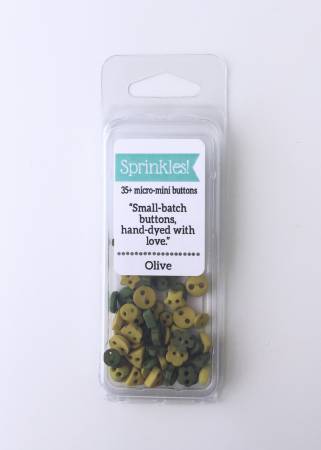 Sprinkles!
35+ micro-mini buttons
"Small-batch
buttons,
hand-dyed with
love."
Olive